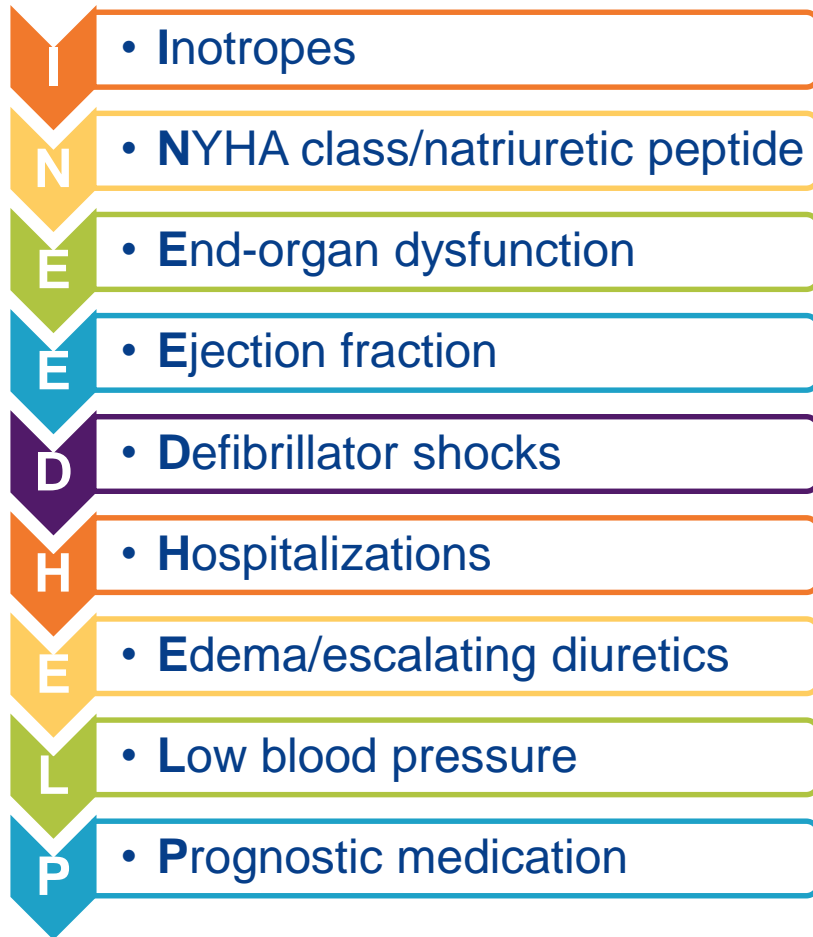 I • Inotropes
N • NYHA class/natriuretic peptide
E • End-organ dysfunction
E • Ejection fraction
D • Defibrillator shocks
H • Hospitalizations
E • Edema/escalating diuretics
L • Low blood pressure
P • Prognostic medication